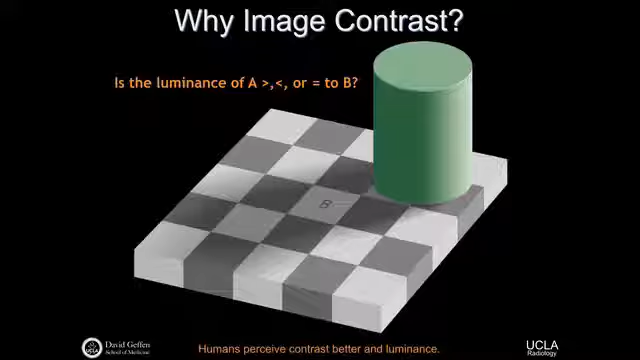 Why Image Contrast?
Is the luminance of A >,<, or = to B?
B
UCLA
David Geffen
School of Medicine
Humans perceive contrast better and luminance.
UCLA
Radiology